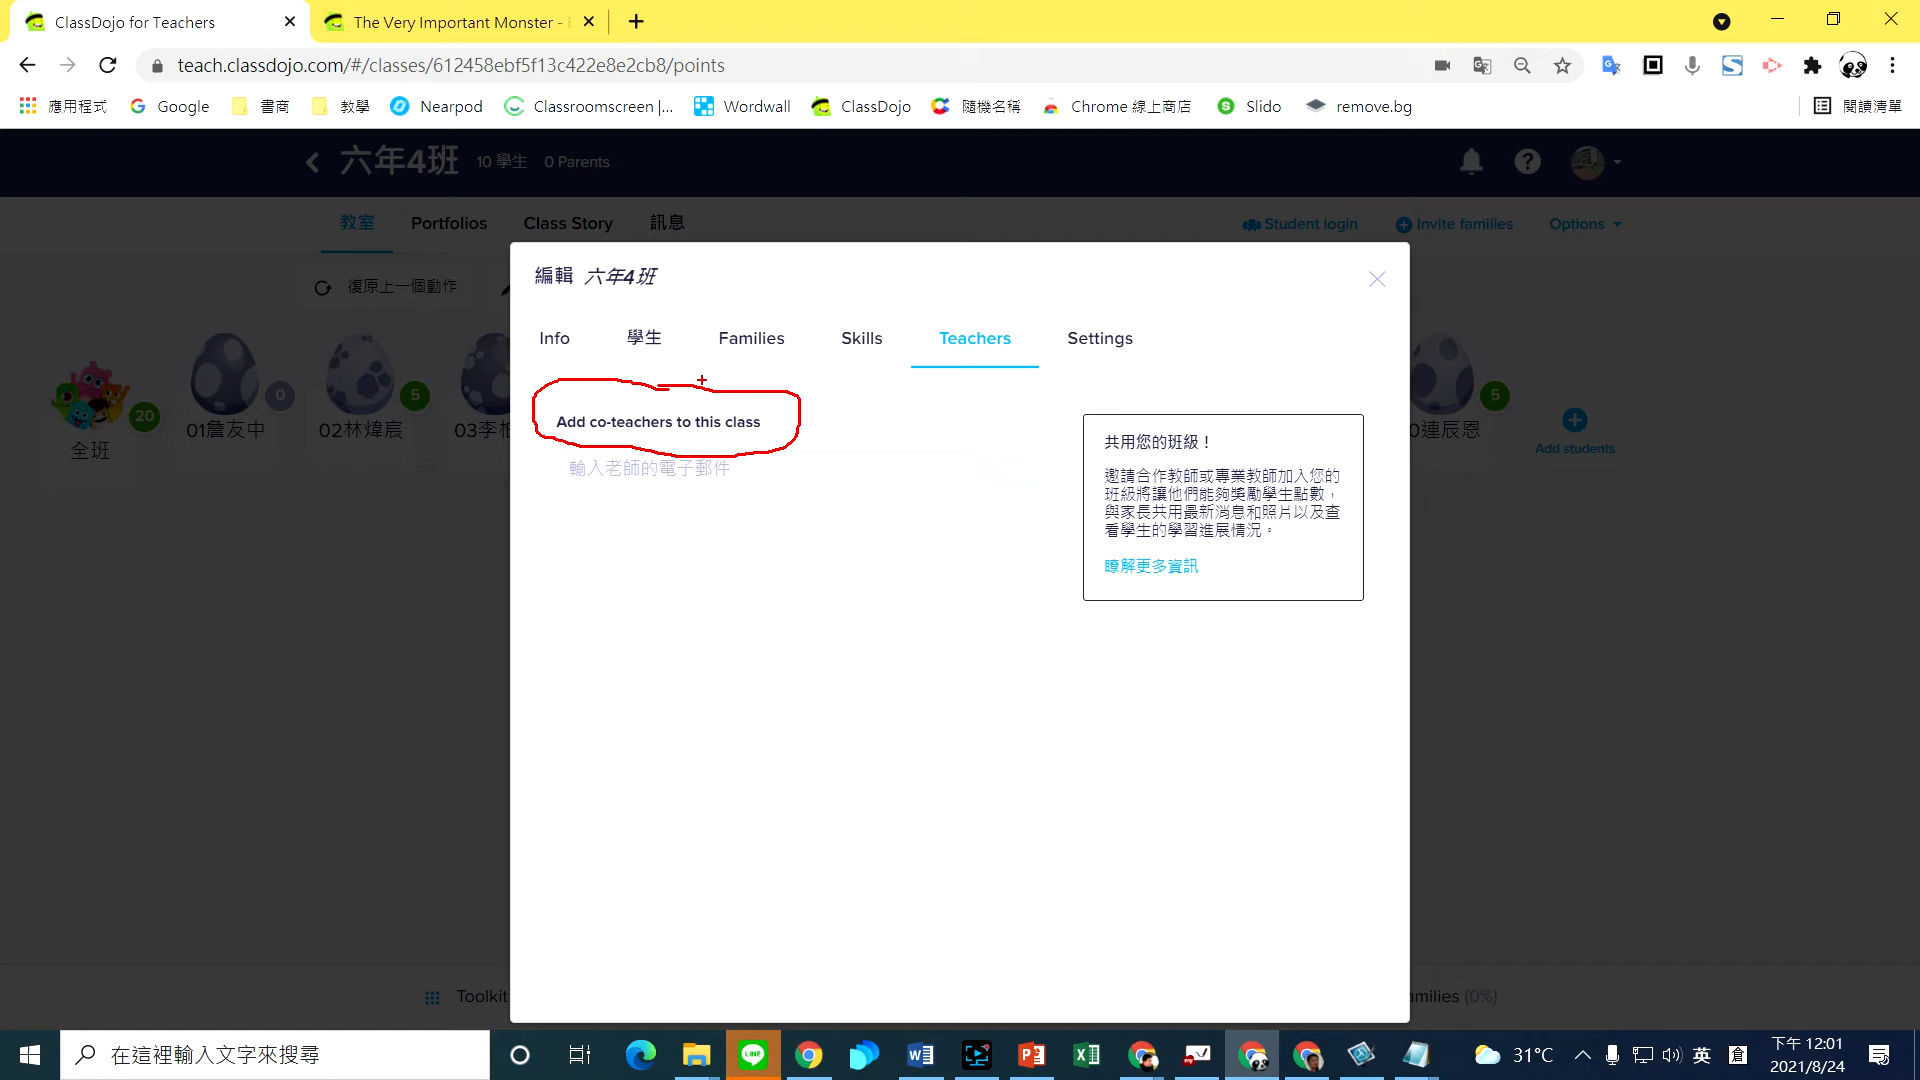 ClassDojo for Teachers
The Very Important Monster -
teach.classdojo.com/#/classes/612458ebf5f13c422e8e2cb8/points
應用程式
Google
書商
教學
Nearpod
Classroomscreen |...
Wordwall
ClassDojo
隨機名稱
Chrome 線上商店
Slido
remove.bg
閱讀清單
六年4班
10 學生
0 Parents
教室
Portfolios
Class Story
訊息
Student login
Invite families
Options
復原上一個動作
編輯 六年4班
Info
學生
Families
Skills
Teachers
Settings
20
全班
0
01詹友中
5
02林煒宸
Add co-teachers to this class
輸入老師的電子郵件
共用您的班級！
邀請合作教師或專業教師加入您的
班級將讓他們能夠獎勵學生點數，
與家長共用最新消息和照片以及查
看學生的學習進展情況。
瞭解更多資訊
5
0連辰恩
Add students
Toolkit
amilies (0%)
在這裡輸入文字來搜尋
LINE
31°C
英
倉
下午 12:01
2021/8/24